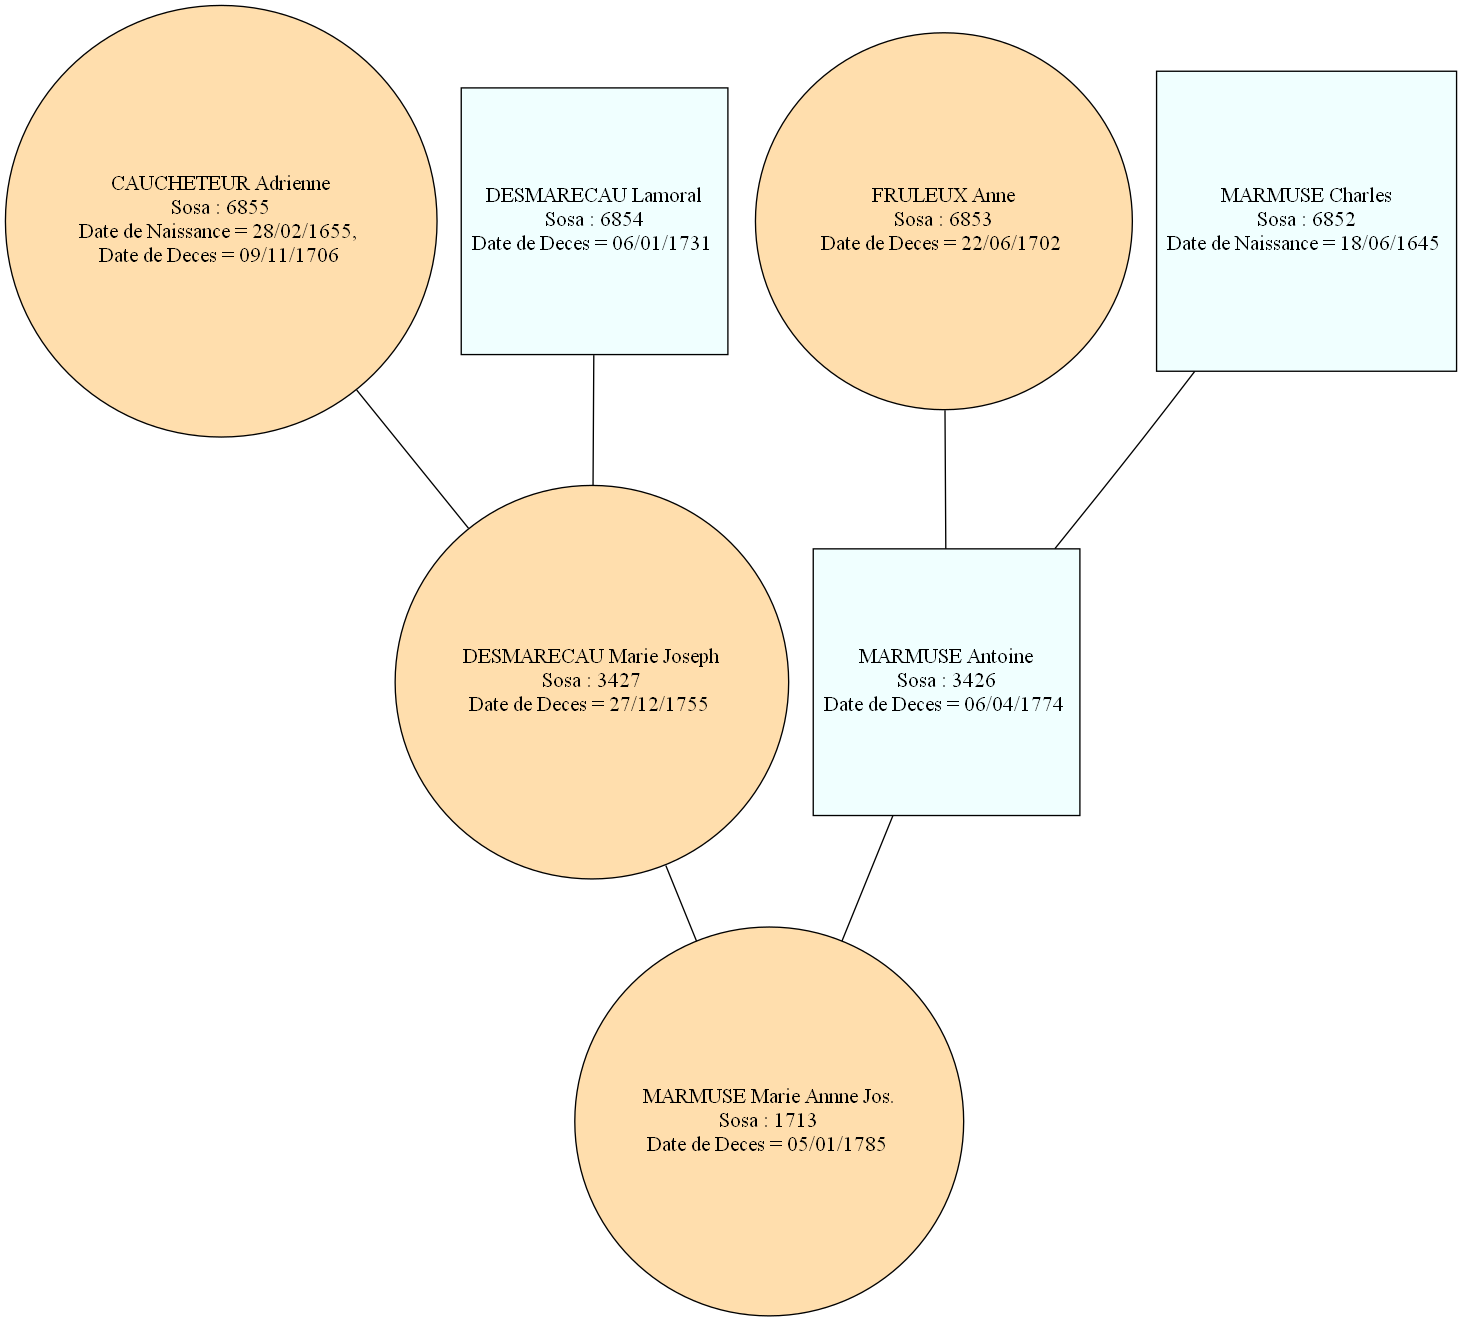 CAUCHETEUR Adrienne
Sosa : 6855
Date de Naissance = 28/02/1655,
Date de Deces = 09/11/1706
DESMARECAU Lamoral
Sosa : 6854
Date de Deces = 06/01/1731
FRULEUX Anne
Sosa : 6853
Date de Deces = 22/06/1702
MARMUSE Charles
Sosa : 6852
Date de Naissance = 18/06/1645
DESMARECAU Marie Joseph
Sosa : 3427
Date de Deces = 27/12/1755
MARMUSE Antoine
Sosa : 3426
Date de Deces = 06/04/1774
MARMUSE Marie Annne Jos.
Sosa : 1713
Date de Deces = 05/01/1785